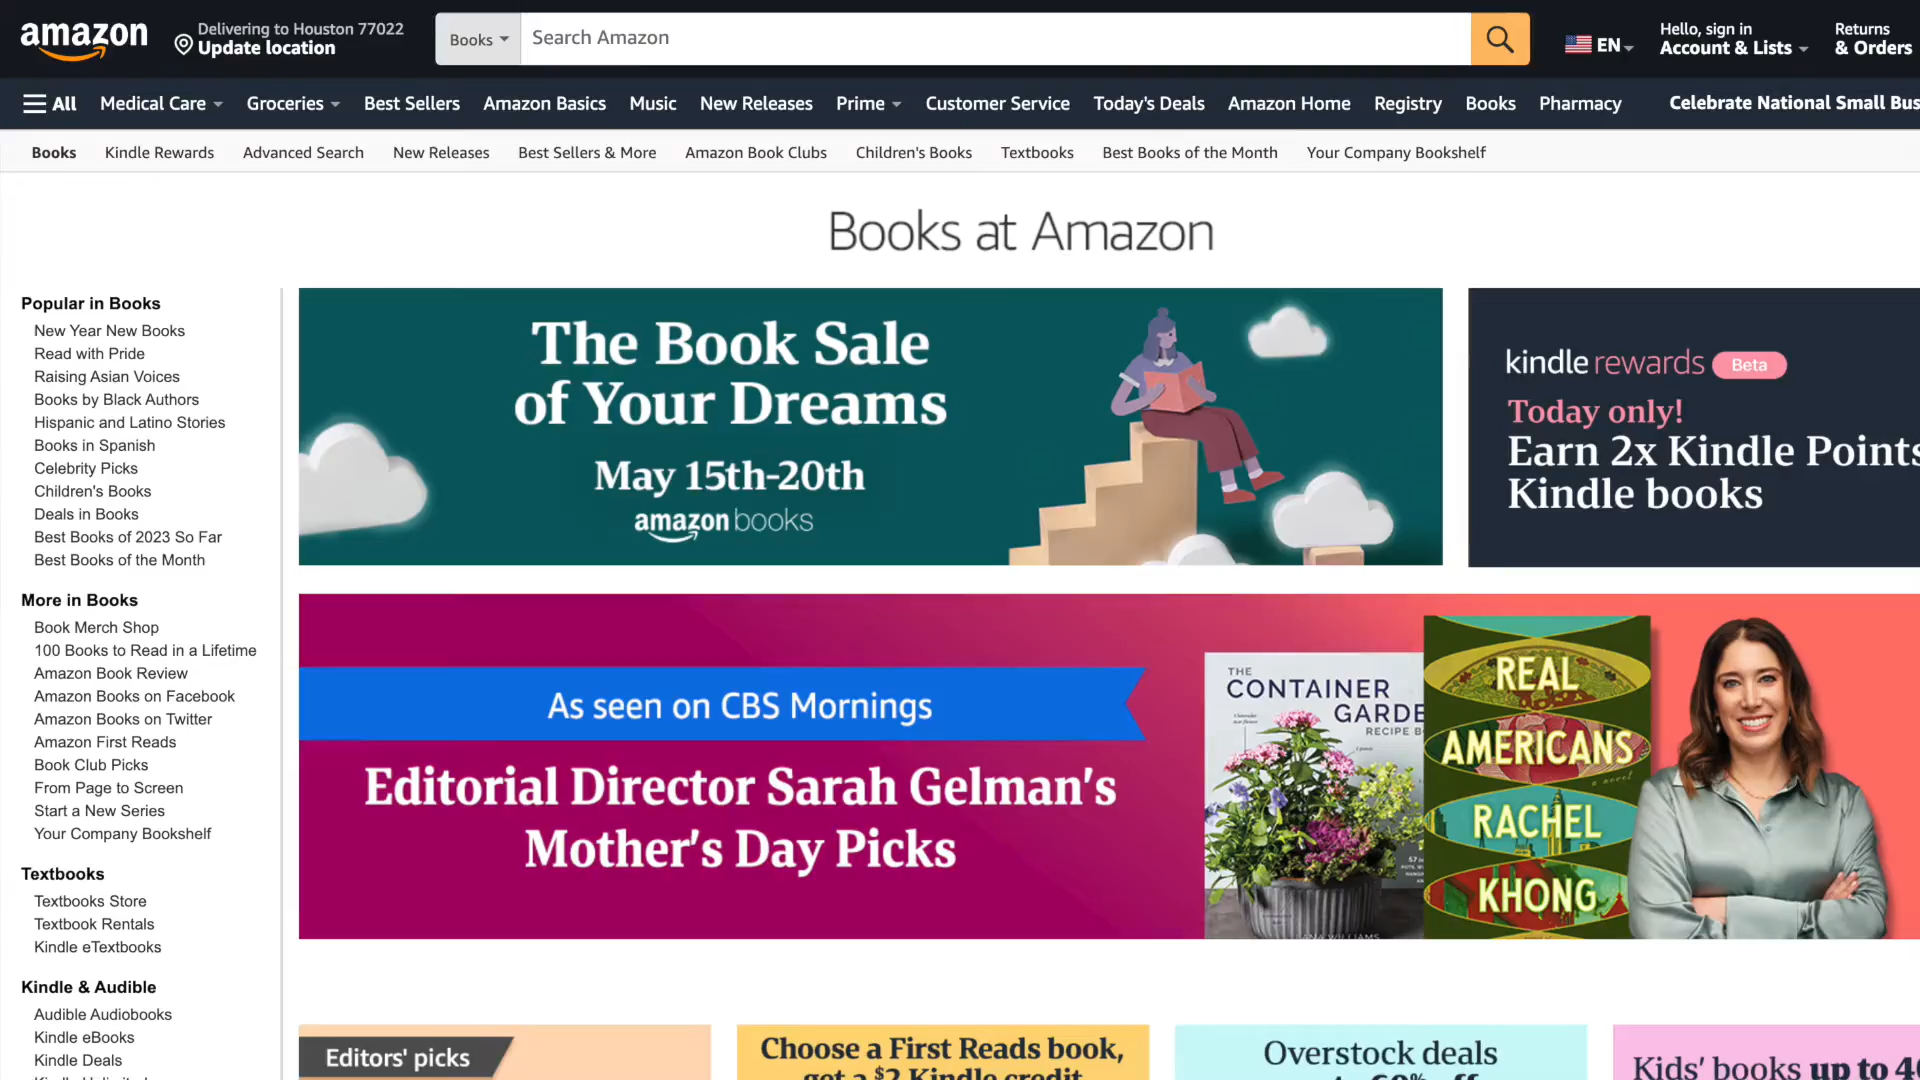 amazon
Delivering to Houston 77022
Update location
Books
Search Amazon
EN
Hello, sign in
Account & Lists
Returns
& Orders
All
Medical Care
Groceries
Best Sellers
Amazon Basics
Music
New Releases
Prime
Customer Service
Today's Deals
Amazon Home
Registry
Books
Pharmacy
Celebrate National Small Bus
Books
Kindle Rewards
Advanced Search
New Releases
Best Sellers & More
Amazon Book Clubs
Children's Books
Textbooks
Best Books of the Month
Your Company Bookshelf
Books at Amazon
Popular in Books
New Year New Books
Read with Pride
Raising Asian Voices
Books by Black Authors
Hispanic and Latino Stories
Books in Spanish
Celebrity Picks
Children's Books
Deals in Books
Best Books of 2023 So Far
Best Books of the Month
More in Books
Book Merch Shop
100 Books to Read in a Lifetime
Amazon Book Review
Amazon Books on Facebook
Amazon Books on Twitter
Amazon First Reads
Book Club Picks
From Page to Screen
Start a New Series
Your Company Bookshelf
Textbooks
Textbooks Store
Textbook Rentals
Kindle eTextbooks
Kindle & Audible
Audible Audiobooks
Kindle eBooks
Kindle Deals
The Book Sale
of Your Dreams
May 15th-20th
amazon books
kindle rewards Beta
Today only!
Earn 2x Kindle Points
Kindle books
As seen on CBS Mornings
Editorial Director Sarah Gelman's
Mother's Day Picks
THE
CONTAINER
GARDE
RECIPE B
REAL
AMERICANS
a novel
RACHEL
KHONG
Editors' picks
Choose a First Reads book,
get a $2 Kindle credit
Overstock deals
Kids' books up to 4